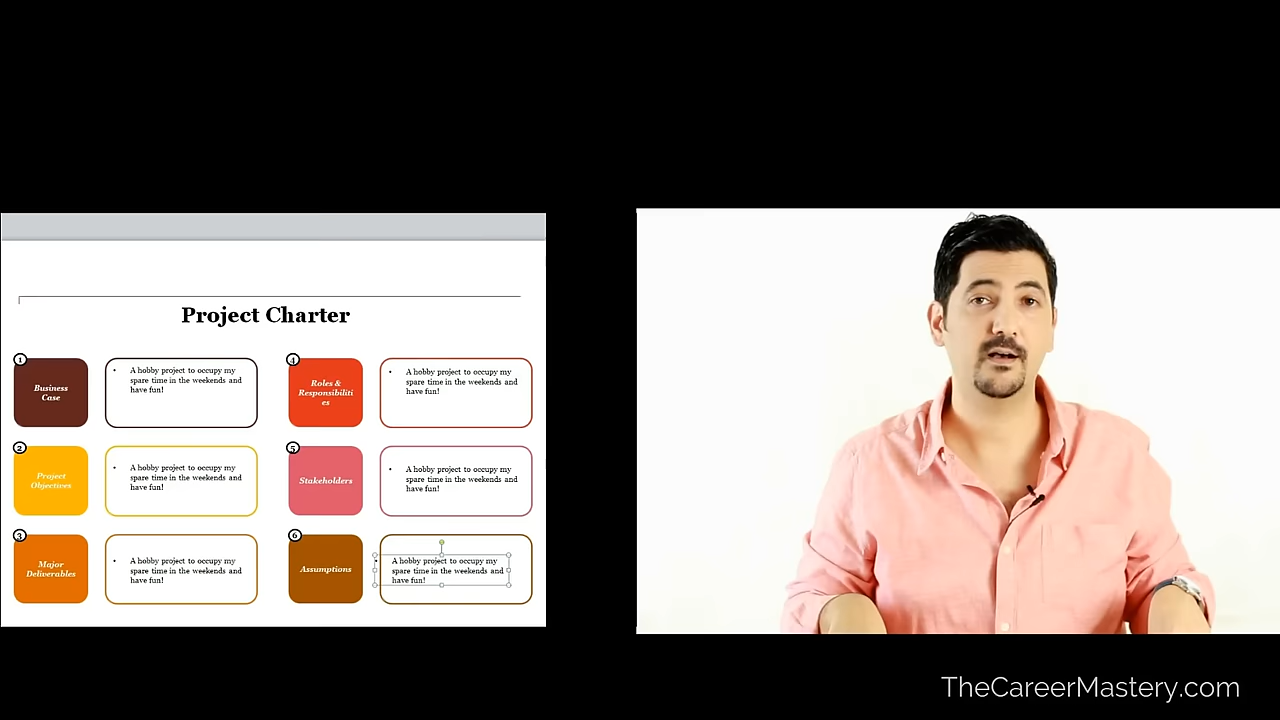 Project Charter
1
Business
Case
• A hobby project to occupy my
spare time in the weekends and
have fun!
2
Project
Objectives
• A hobby project to occupy my
spare time in the weekends and
have fun!
3
Major
Deliverables
• A hobby project to occupy my
spare time in the weekends and
have fun!
4
Roles &
Responsibiliti
es
• A hobby project to occupy my
spare time in the weekends and
have fun!
5
Stakeholders
• A hobby project to occupy my
spare time in the weekends and
have fun!
6
Assumptions
• A hobby project to occupy my
spare time in the weekends and
have fun!
TheCareerMastery.com